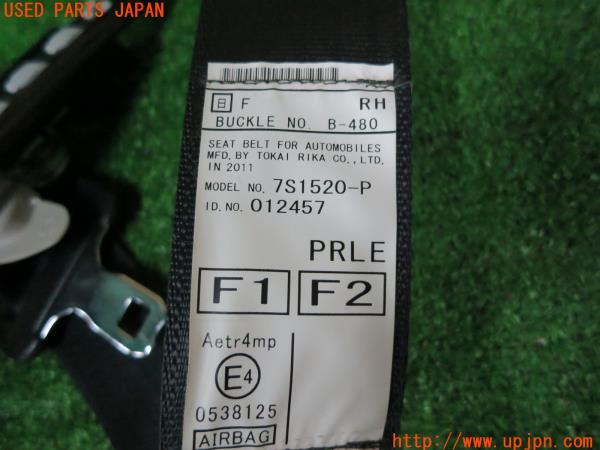 USED PARTS JAPAN
日 F RH
BUCKLE NO. B-480
SEAT BELT FOR AUTOMOBILES
MFD. BY TOKAI RIKA CO., LTD.
IN 2011
MODEL NO. 7S1520-P
ID.NO. 012457
PRLE
F1 F2
Aetr4mp
E4
0538125
AIRBAG
http://www.upjpn.com